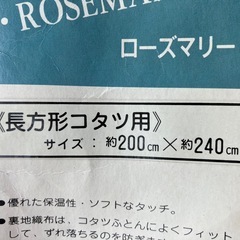 ・ROSEMA
ローズマリー
《長方形コタツ用》
サイズ：約200cm×約240cm
●優れた保温性・ソフトなタッチ。
●裏地織布は、コタツふとんによくフィット
して、ずれ落ちるのを防ぎます